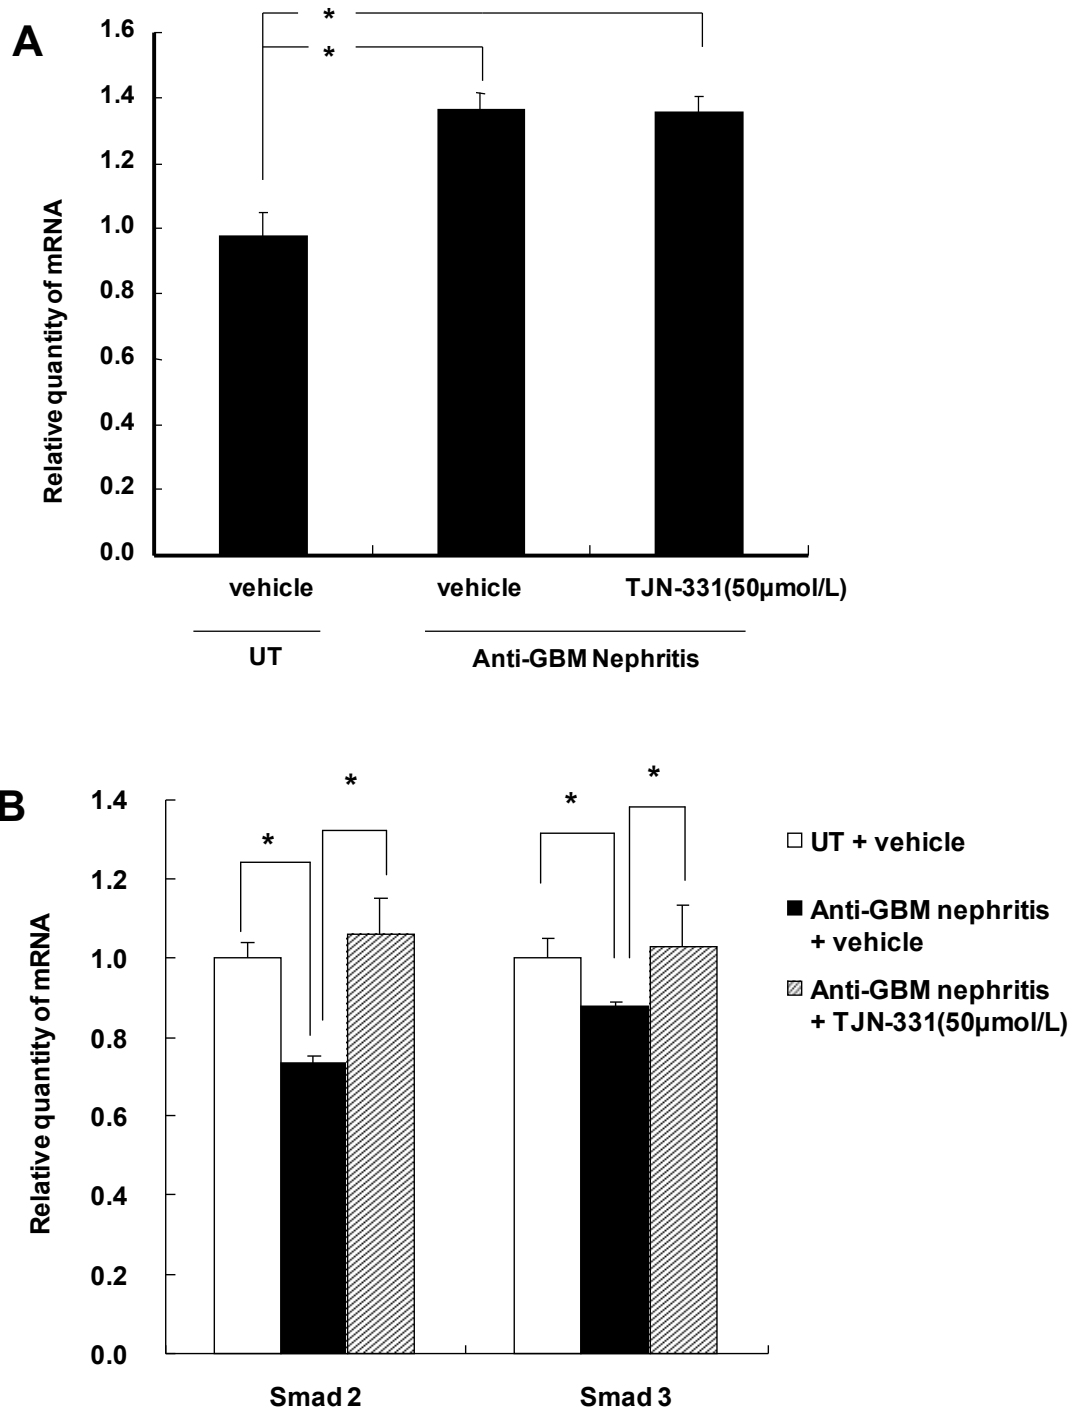 A
*
*
1.6
1.4
1.2
1.0
0.8
0.6
0.4
0.2
0.0
Relative quantity of mRNA
vehicle vehicle TJN-331(50µmol/L)
UT Anti-GBM Nephritis
B
* * * *
1.4
1.2
1.0
0.8
0.6
0.4
0.2
0.0
Relative quantity of mRNA
Smad 2 Smad 3
UT + vehicle
Anti-GBM nephritis
+ vehicle
Anti-GBM nephritis
+ TJN-331(50µmol/L)